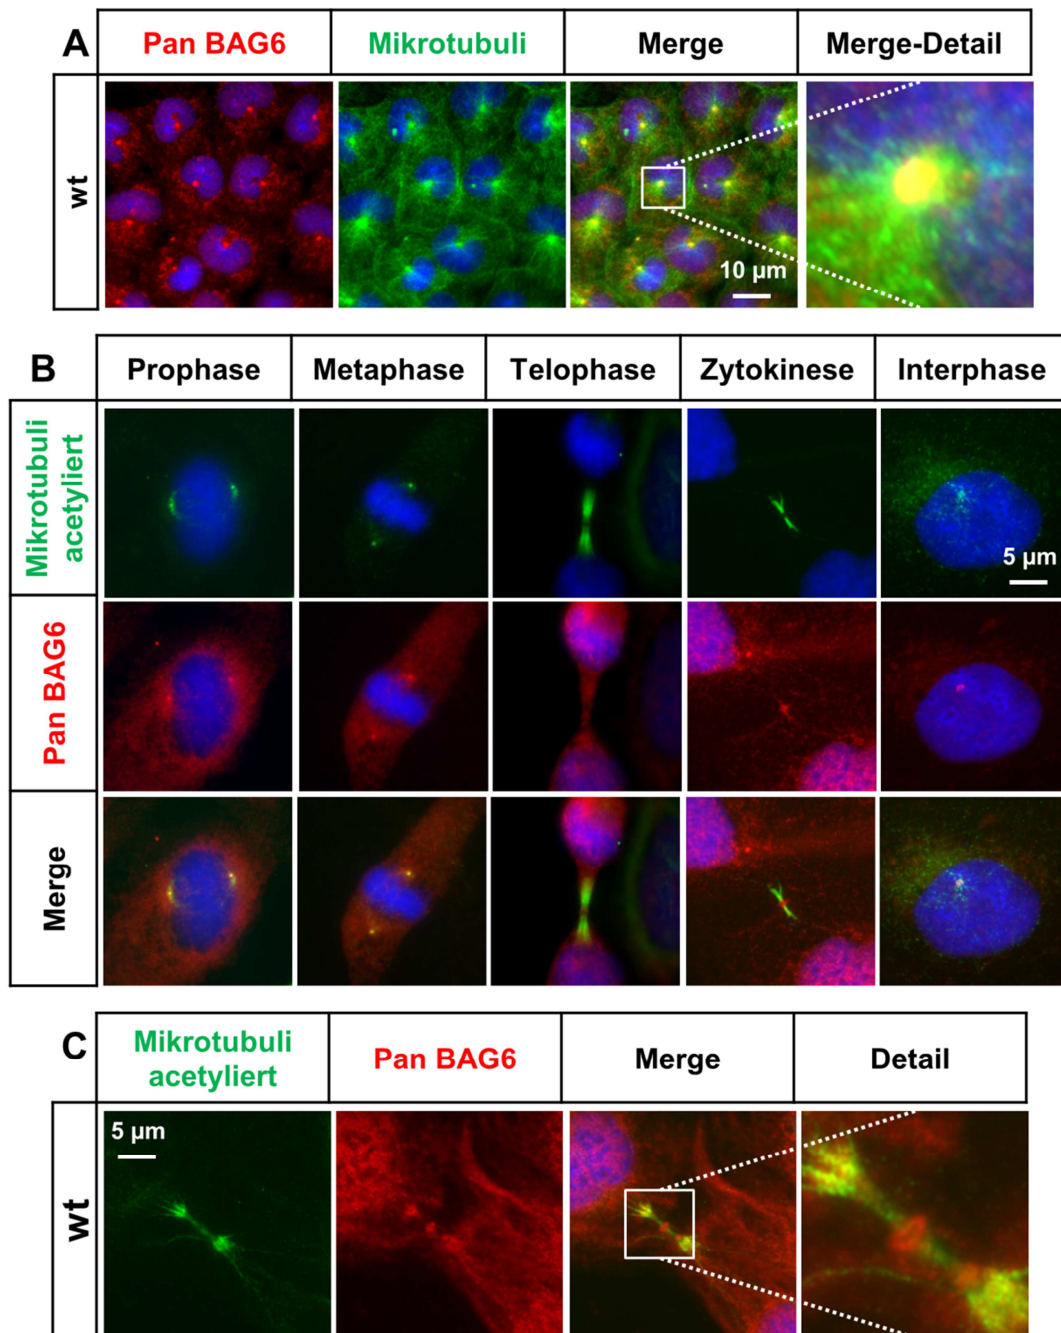 A
Pan BAG6
Mikrotubuli
Merge
Merge-Detail
wt
10 µm
B
Prophase
Metaphase
Telophase
Zytokinese
Interphase
Mikrotubuli
acetyliert
5 µm
Pan BAG6
Merge
C
Mikrotubuli
acetyliert
Pan BAG6
Merge
Detail
wt
5 µm